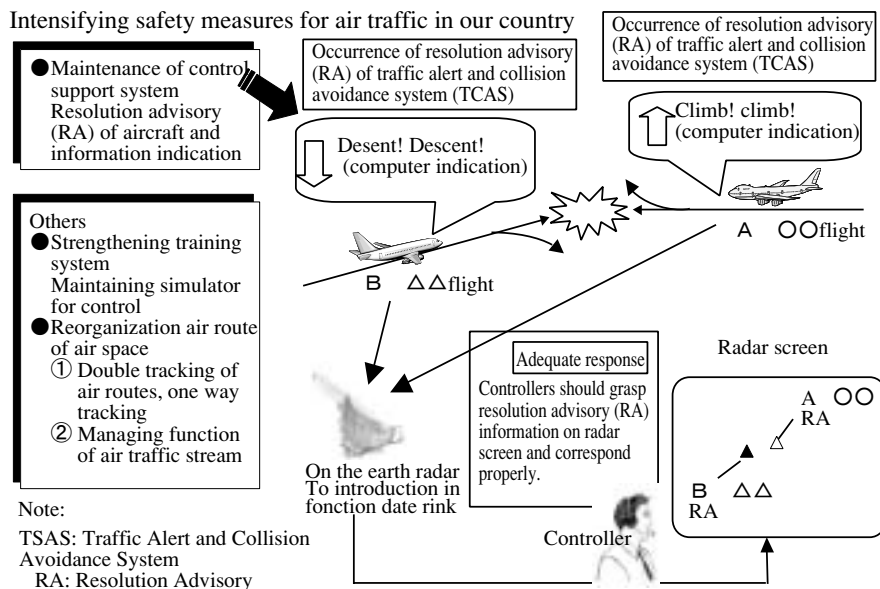 Intensifying safety measures for air traffic in our country
●Maintenance of control
support system
Resolution advisory
(RA) of aircraft and
information indication
Occurrence of resolution advisory
(RA) of traffic alert and collision
avoidance system (TCAS)
Occurrence of resolution advisory
(RA) of traffic alert and collision
avoidance system (TCAS)
Desent! Descent!
(computer indication)
Climb! climb!
(computer indication)
A ○○flight
B △△flight
Others
●Strengthening training
system
Maintaining simulator
for control
●Reorganization air route
of air space
① Double tracking of
air routes, one way
tracking
② Managing function
of air traffic stream
On the earth radar
To introduction in
fonction date rink
Adequate response
Controllers should grasp
resolution advisory (RA)
information on radar
screen and correspond
properly.
Controller
Radar screen
A ○○
RA
B △△
RA
Note:
TSAS: Traffic Alert and Collision
Avoidance System
RA: Resolution Advisory